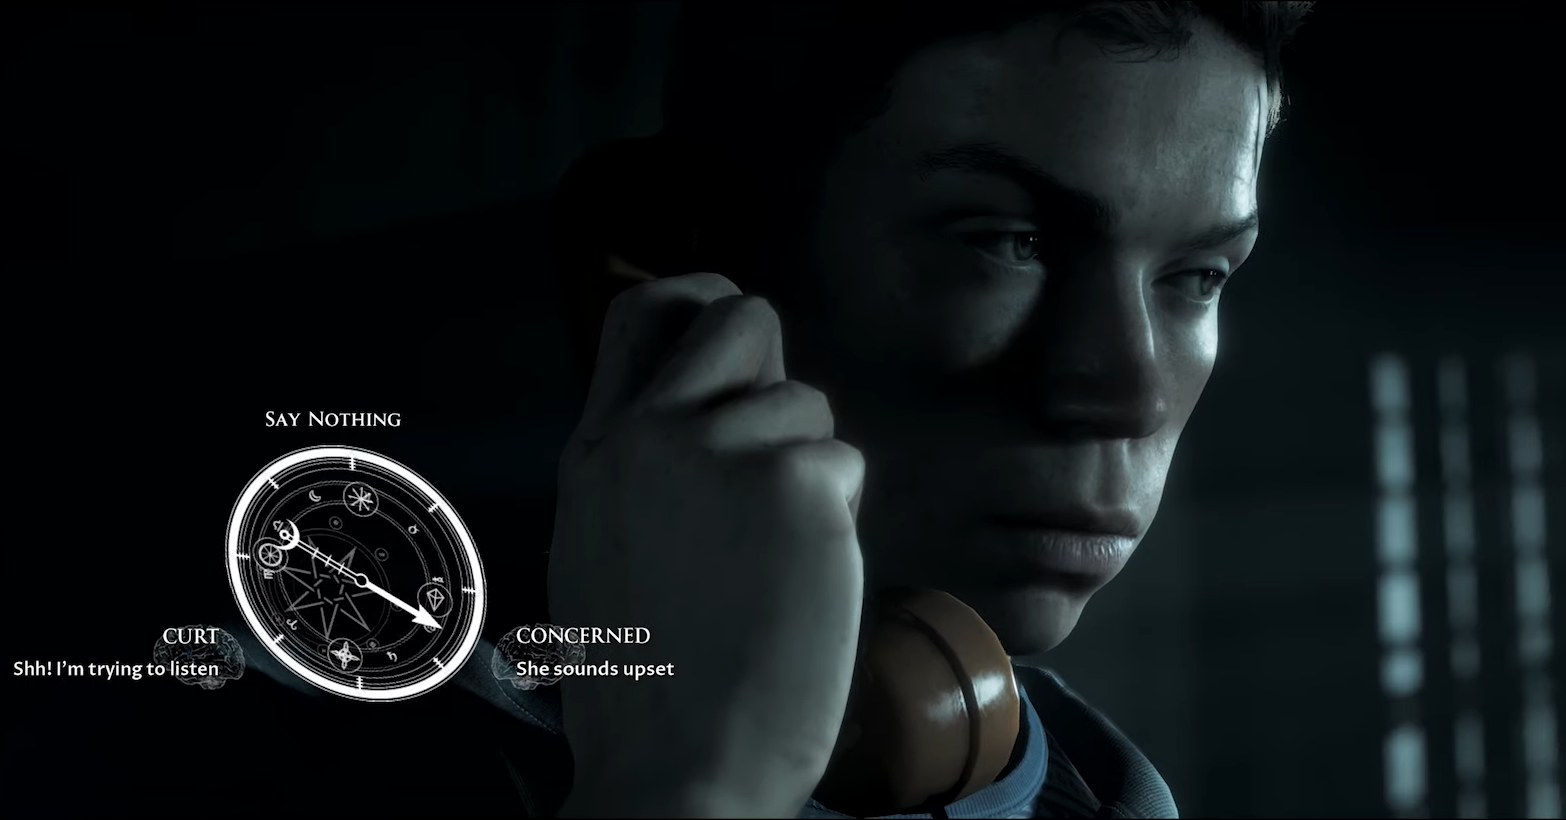 SAY NOTHING
CURT
Shh! I'm trying to listen
CONCERNED
She sounds upset